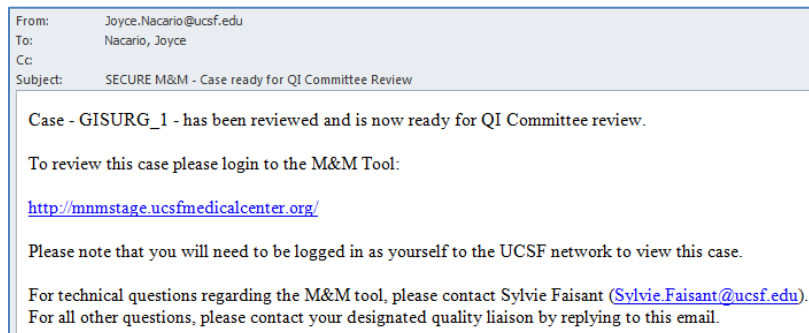 From: Joyce.Nacario@ucsf.edu
To: Nacario, Joyce
Cc:
Subject: SECURE M&M - Case ready for QI Committee Review
Case - GISURG_1 - has been reviewed and is now ready for QI Committee review.
To review this case please login to the M&M Tool:
http://mnmstage.ucsfmedicalcenter.org/
Please note that you will need to be logged in as yourself to the UCSF network to view this case.
For technical questions regarding the M&M tool, please contact Sylvie Faisant (Sylvie.Faisant@ucsf.edu).
For all other questions, please contact your designated quality liaison by replying to this email.